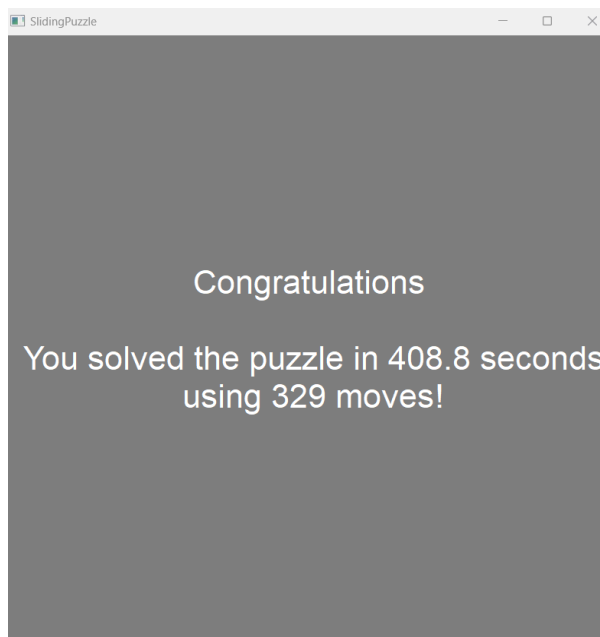 SlidingPuzzle
Congratulations
You solved the puzzle in 408.8 seconds
using 329 moves!